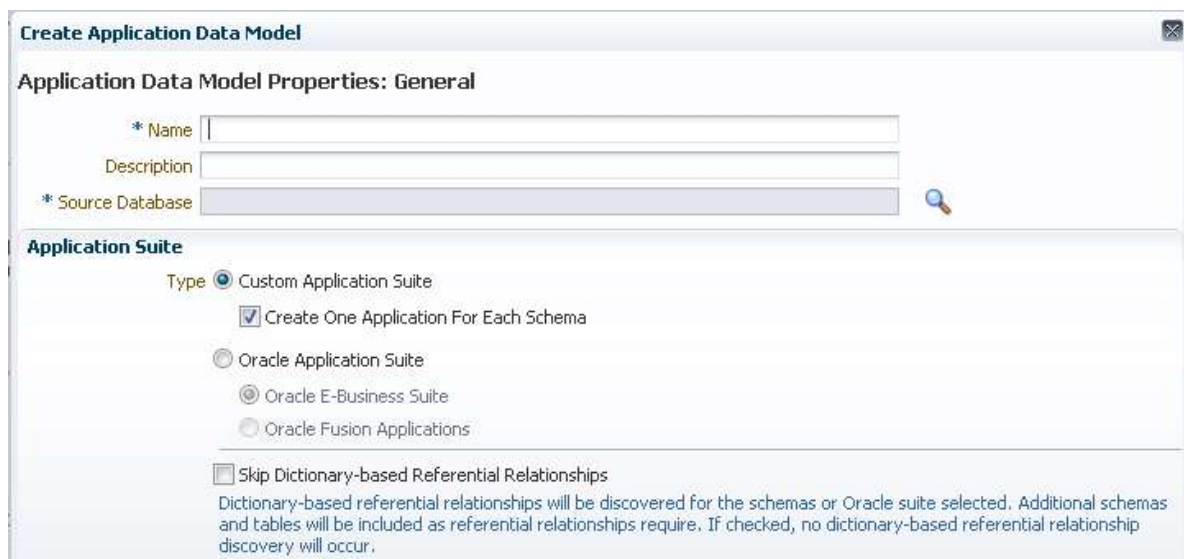 Create Application Data Model
Application Data Model Properties: General
* Name
Description
* Source Database
Application Suite
Type Custom Application Suite
Create One Application For Each Schema
Oracle Application Suite
Oracle E-Business Suite
Oracle Fusion Applications
Skip Dictionary-based Referential Relationships
Dictionary-based referential relationships will be discovered for the schemas or Oracle suite selected. Additional schemas
and tables will be included as referential relationships require. If checked, no dictionary-based referential relationship
discovery will occur.